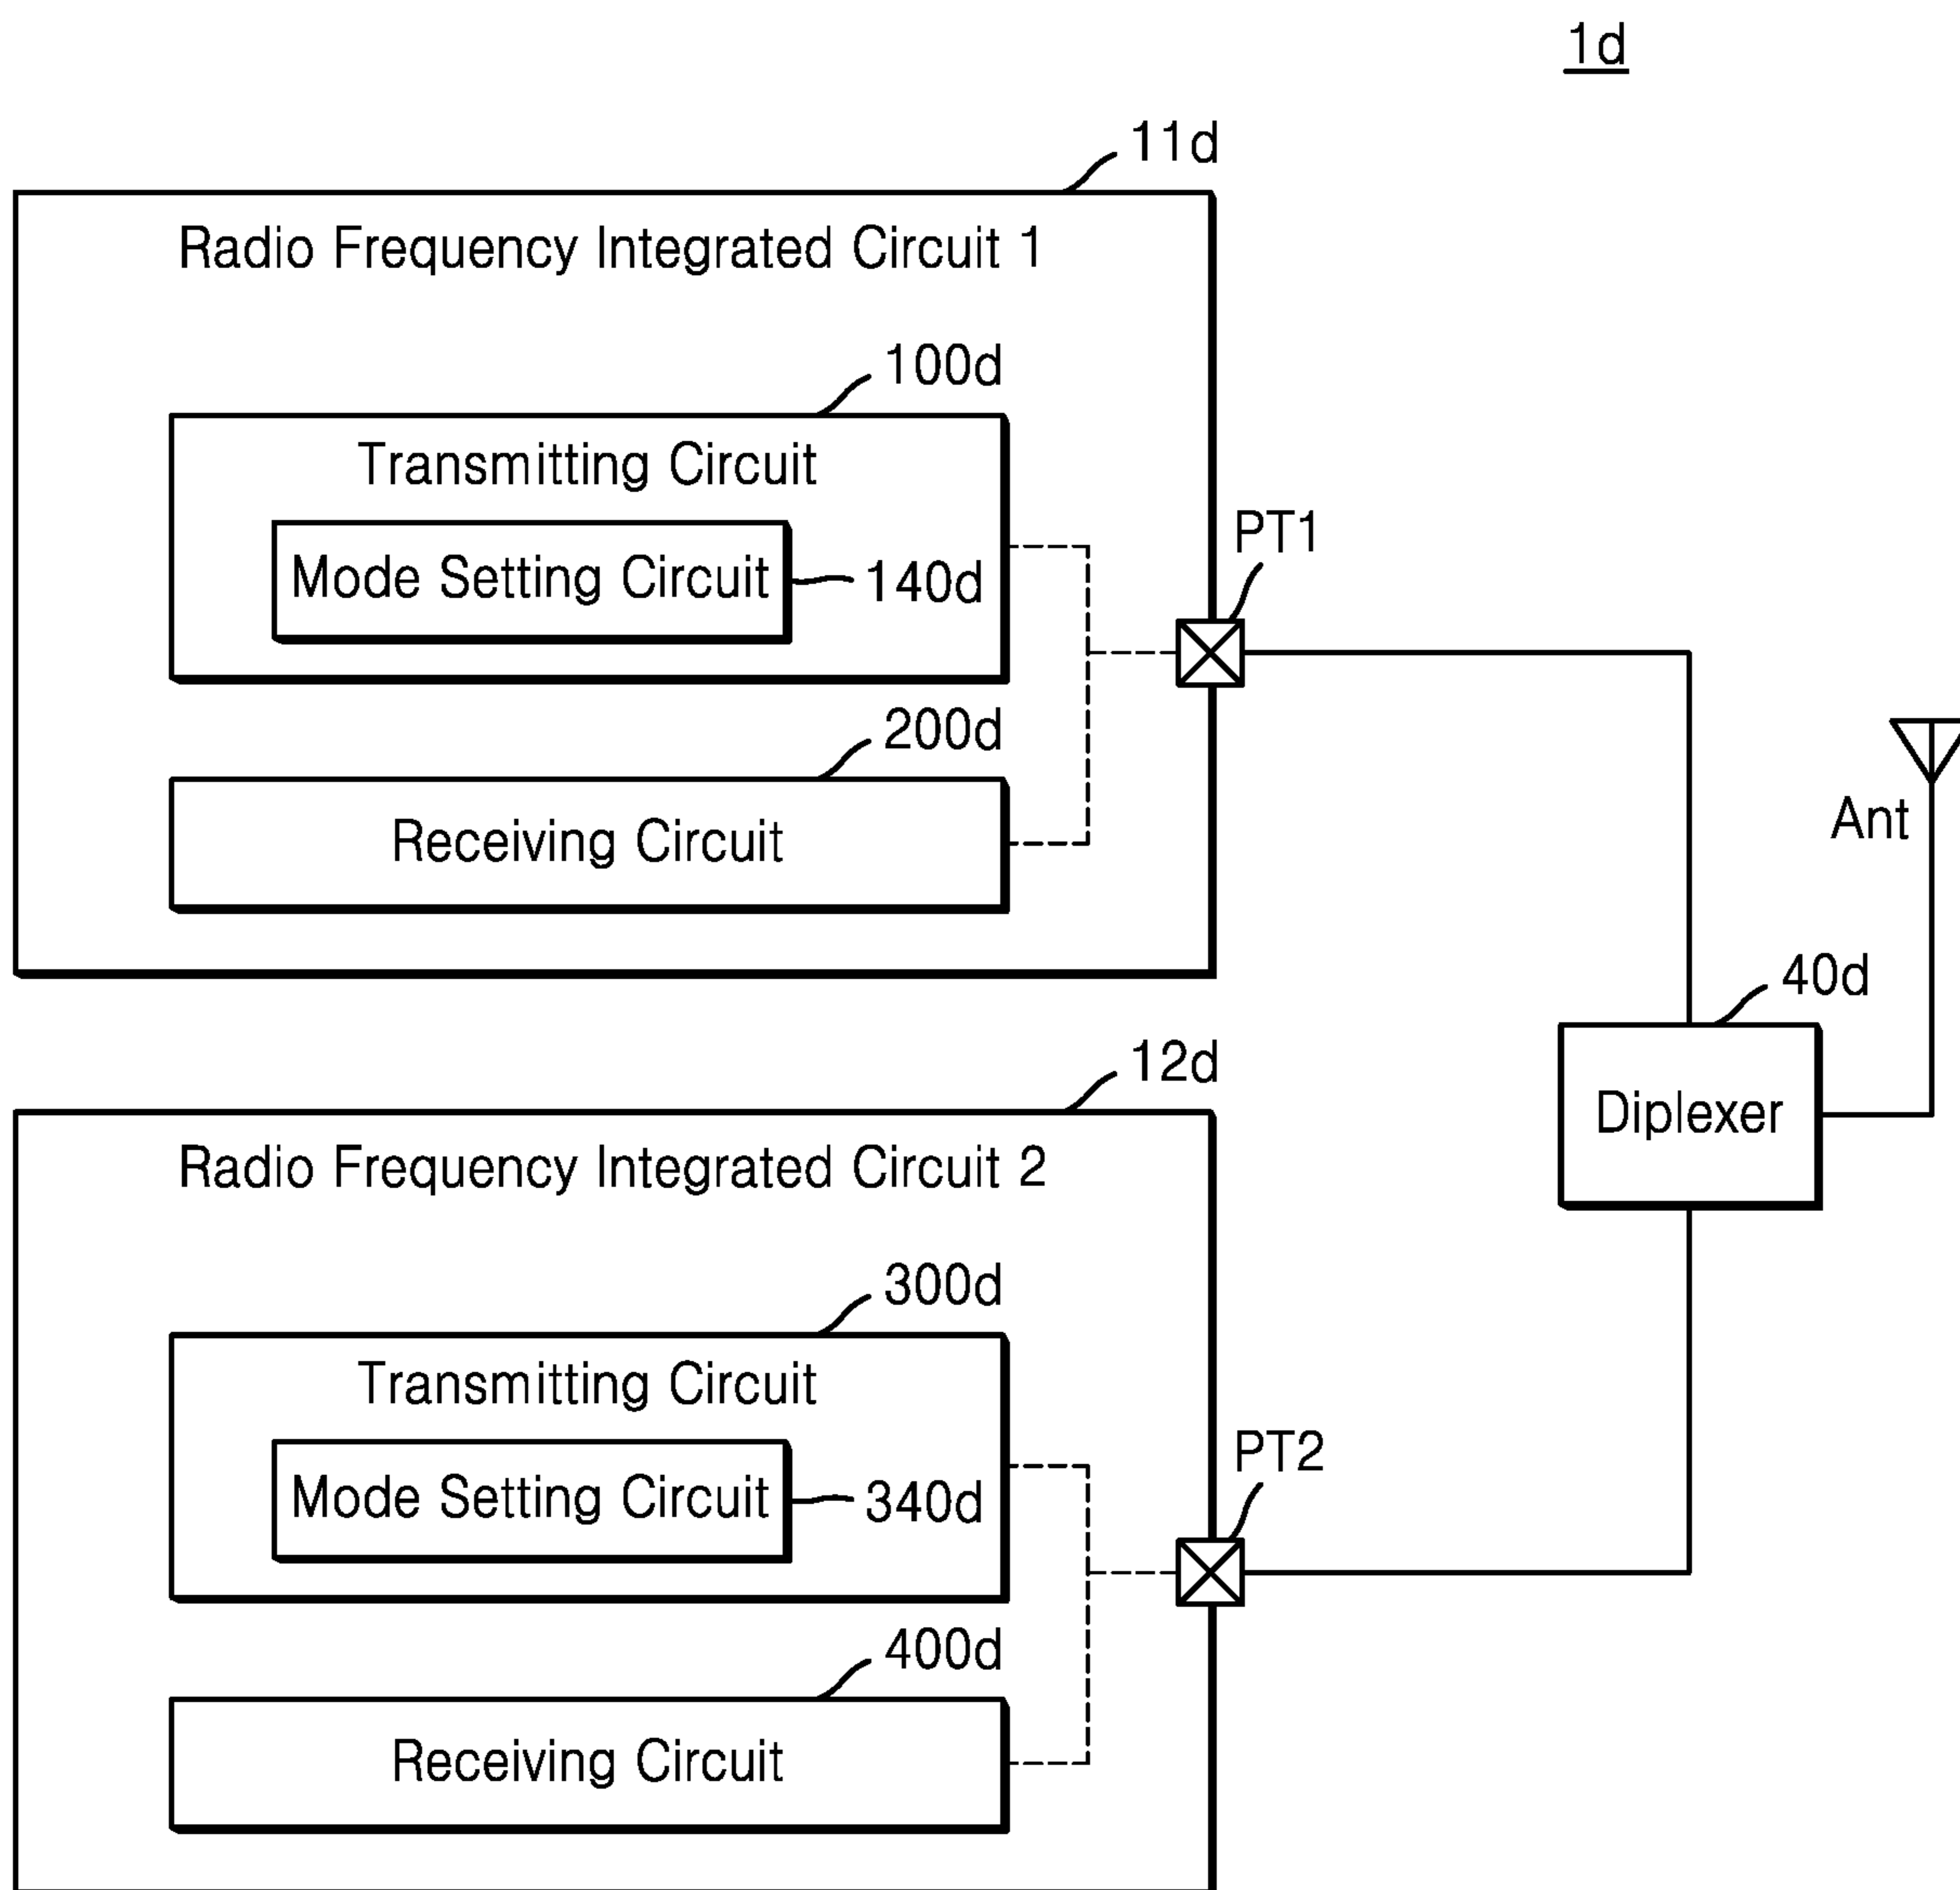 1d
11d
Radio Frequency Integrated Circuit 1
100d
Transmitting Circuit
Mode Setting Circuit
140d
PT1
200d
Receiving Circuit
Ant
40d
Diplexer
12d
Radio Frequency Integrated Circuit 2
300d
Transmitting Circuit
Mode Setting Circuit
340d
PT2
400d
Receiving Circuit